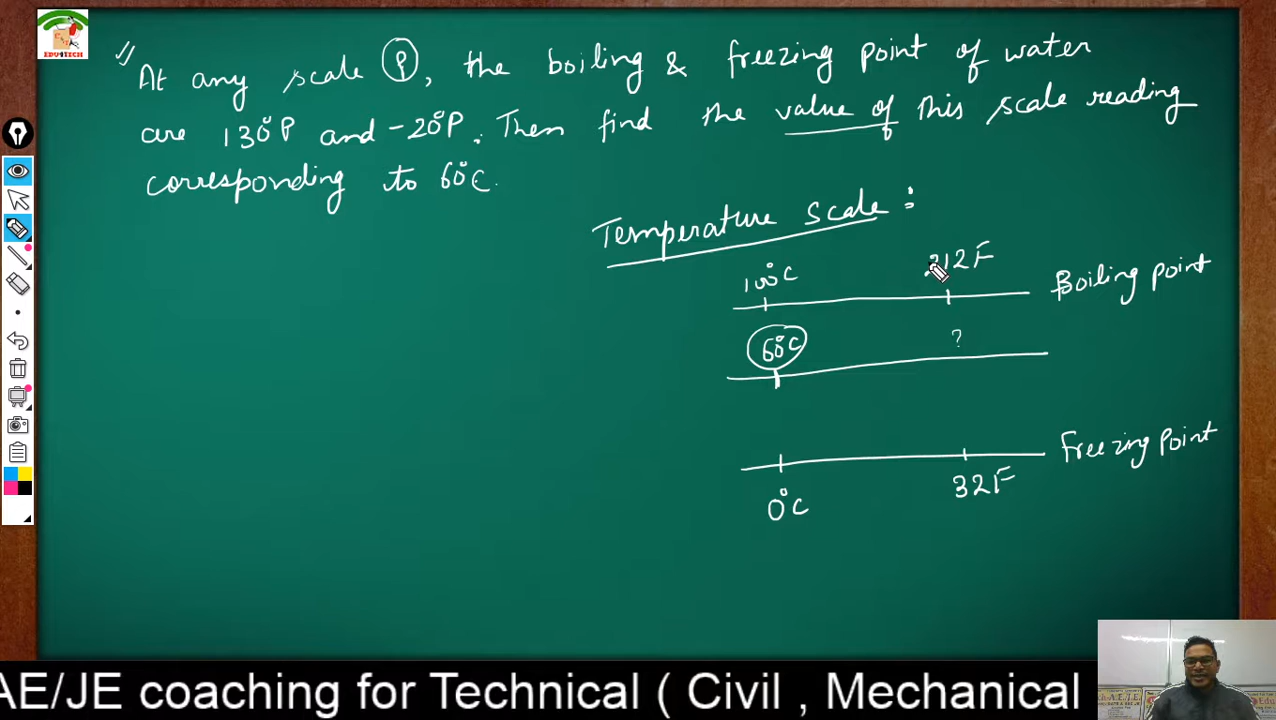 EDU4TECH
1) At any scale P, the boiling & freezing point of water
are 130°P and -20°P. Then find the value of this scale reading
corresponding to 60°C.
Temperature Scale :
100°C 212F Boiling point
60°C ?
Freezing point
0°C 32F
AE/JE coaching for Technical ( Civil , Mechanical